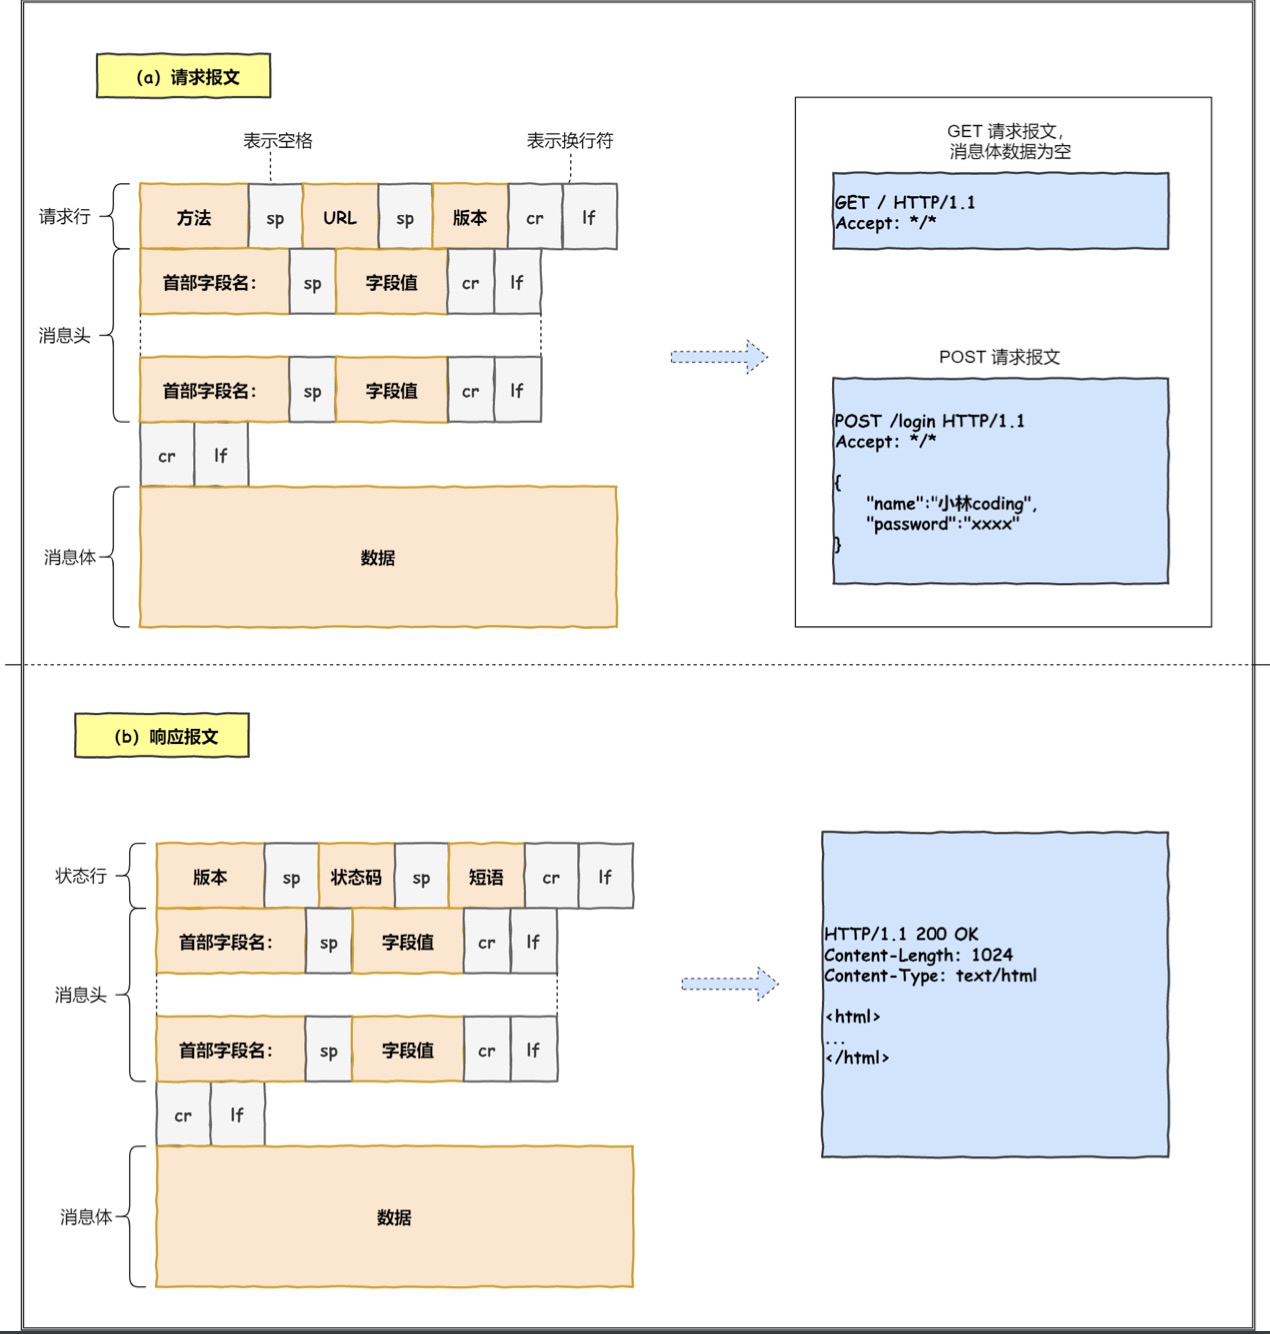 （a）请求报文
表示空格
表示换行符
请求行
方法 sp URL sp 版本 cr lf
消息头
首部字段名： sp 字段值 cr lf
首部字段名： sp 字段值 cr lf
cr lf
消息体
数据
GET 请求报文，
消息体数据为空
GET / HTTP/1.1
Accept: */*
POST 请求报文
POST /login HTTP/1.1
Accept: */*
{
"name":"小林coding",
"password":"xxxx"
}
（b）响应报文
状态行
版本 sp 状态码 sp 短语 cr lf
消息头
首部字段名： sp 字段值 cr lf
首部字段名： sp 字段值 cr lf
cr lf
消息体
数据
HTTP/1.1 200 OK
Content-Length: 1024
Content-Type: text/html
<html>
...
</html>